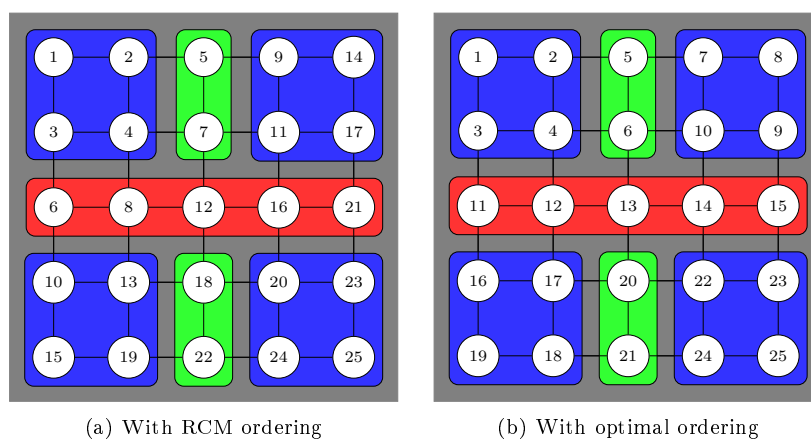 1 2 5 9 14
3 4 7 11 17
6 8 12 16 21
10 13 18 20 23
15 19 22 24 25
(a) With RCM ordering
1 2 5 7 8
3 4 6 10 9
11 12 13 14 15
16 17 20 22 23
19 18 21 24 25
(b) With optimal ordering